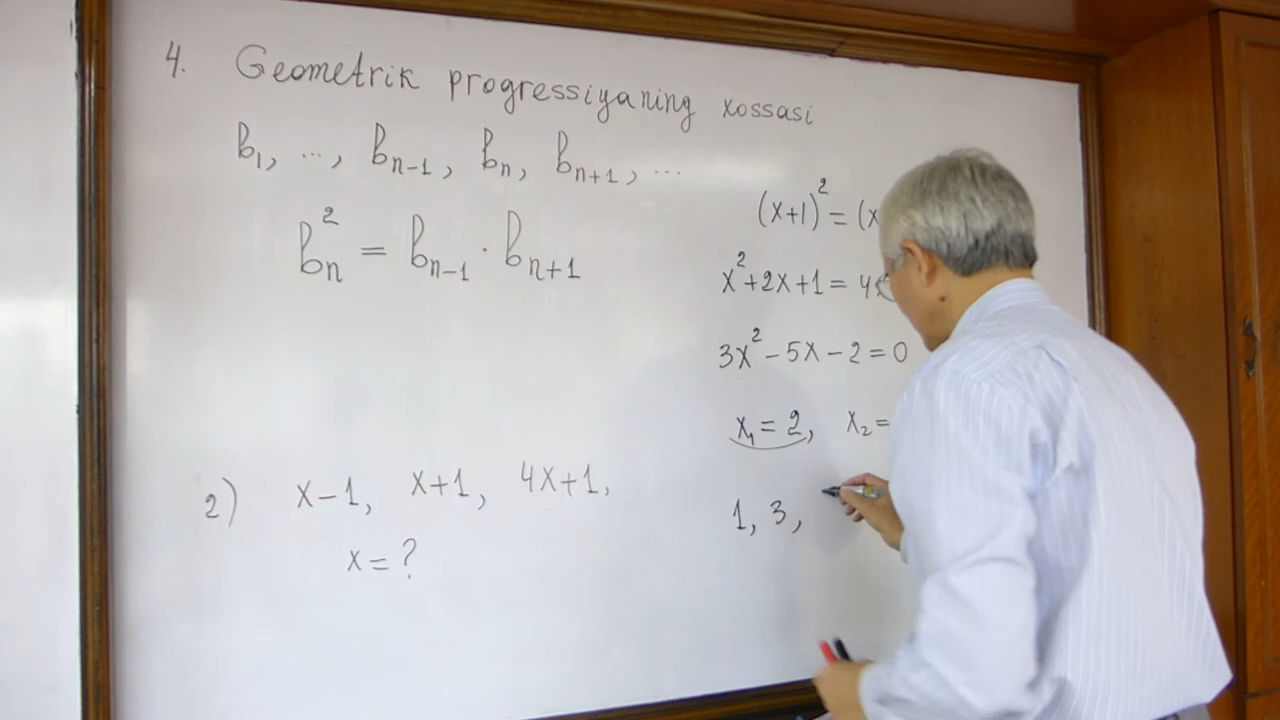 4. Geometrik progressiyaning xossasi
b₁, ..., bₙ₋₁, bₙ, bₙ₊₁, ...
bₙ² = bₙ₋₁ · bₙ₊₁
2) x-1, x+1, 4x+1,
x = ?
(x+1)² = (x
x²+2x+1 = 4x
3x² - 5x - 2 = 0
x₁ = 2, x₂ =
1, 3,